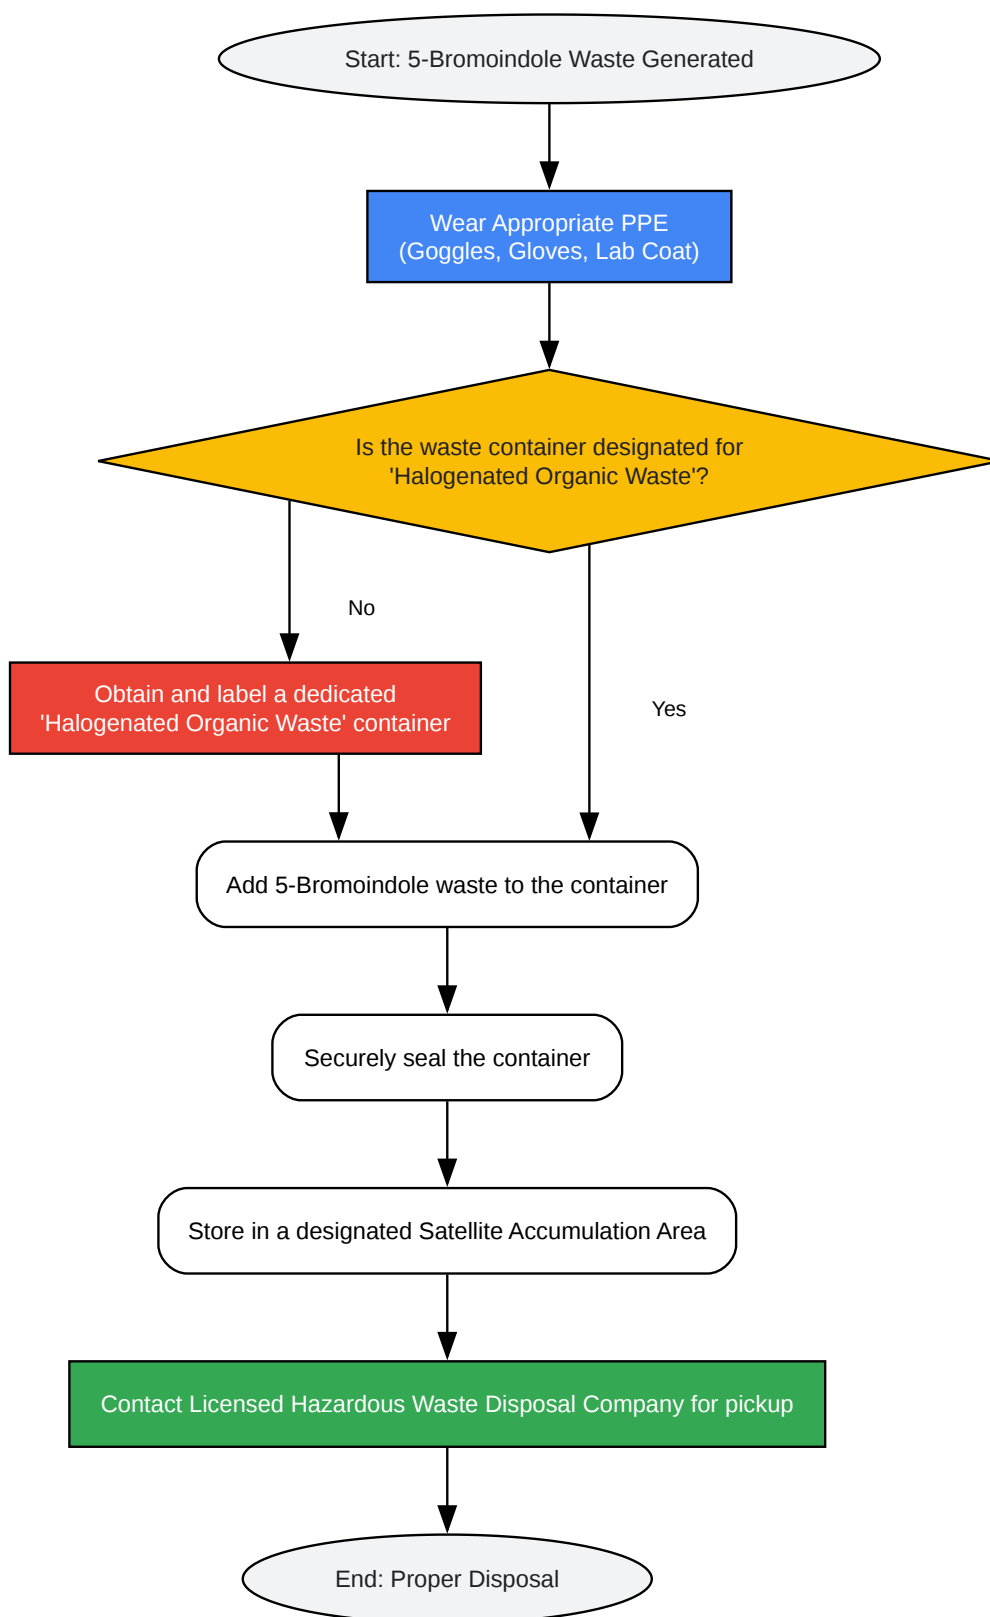 Start: 5-Bromoindole Waste Generated
Wear Appropriate PPE
(Goggles, Gloves, Lab Coat)
Is the waste container designated for
'Halogenated Organic Waste'?
No
Obtain and label a dedicated
'Halogenated Organic Waste' container
Yes
Add 5-Bromoindole waste to the container
Securely seal the container
Store in a designated Satellite Accumulation Area
Contact Licensed Hazardous Waste Disposal Company for pickup
End: Proper Disposal